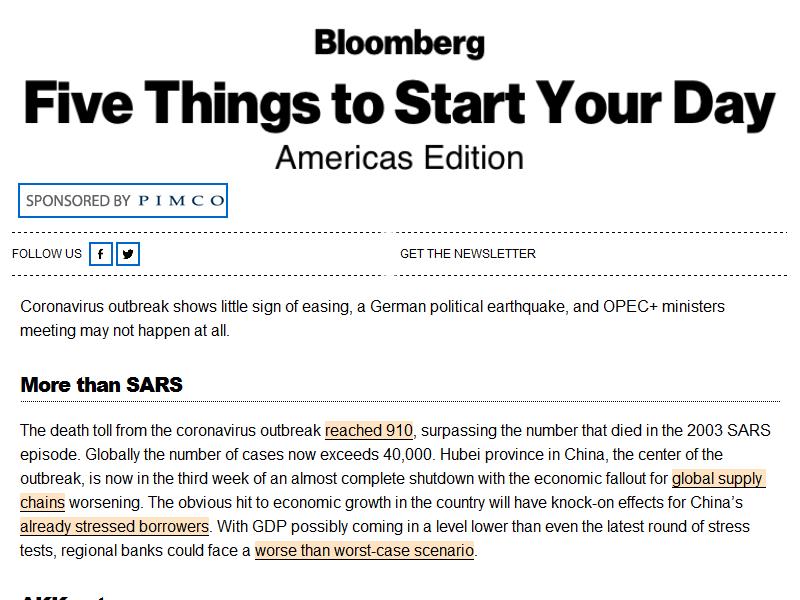 Bloomberg
Five Things to Start Your Day
Americas Edition
SPONSORED BY PIMCO
FOLLOW US
GET THE NEWSLETTER
Coronavirus outbreak shows little sign of easing, a German political earthquake, and OPEC+ ministers
meeting may not happen at all.
More than SARS
The death toll from the coronavirus outbreak reached 910, surpassing the number that died in the 2003 SARS
episode. Globally the number of cases now exceeds 40,000. Hubei province in China, the center of the
outbreak, is now in the third week of an almost complete shutdown with the economic fallout for global supply
chains worsening. The obvious hit to economic growth in the country will have knock-on effects for China's
already stressed borrowers. With GDP possibly coming in a level lower than even the latest round of stress
tests, regional banks could face a worse than worst-case scenario.